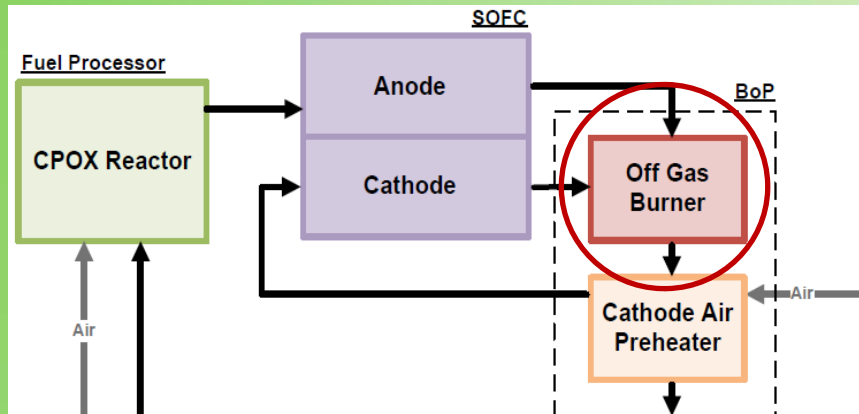 SOFC
Fuel Processor
Anode
BoP
CPOX Reactor
Cathode
Off Gas
Burner
Air
Cathode Air
Preheater
Air